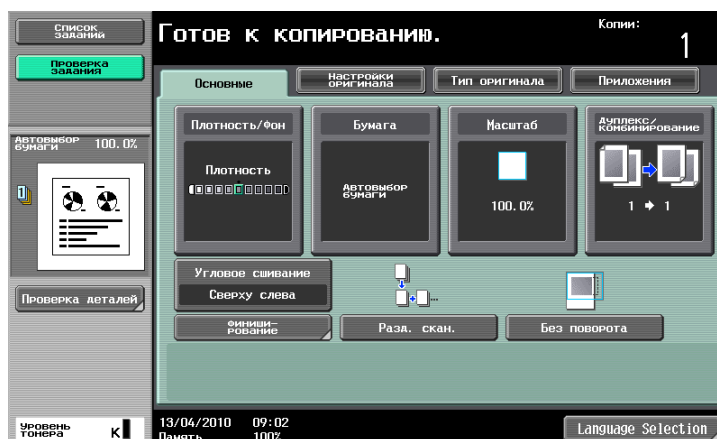 Список
заданий
Готов к копированию.
Копии:
1
Проверка
задания
Основные
Настройки
оригинала
Тип оригинала
Приложения
Автовыбор
бумаги
100.0%
1
Плотность/Фон
Плотность
Бумага
Автовыбор
бумаги
Масштаб
100.0%
Дуплекс/
Комбинирование
1 → 1
Проверка деталей
Угловое сшивание
Сверху слева
Финиши-
рование
Разд. скан.
Без поворота
Уровень
тонера
K
13/04/2010 09:02
Память 100%
Language Selection